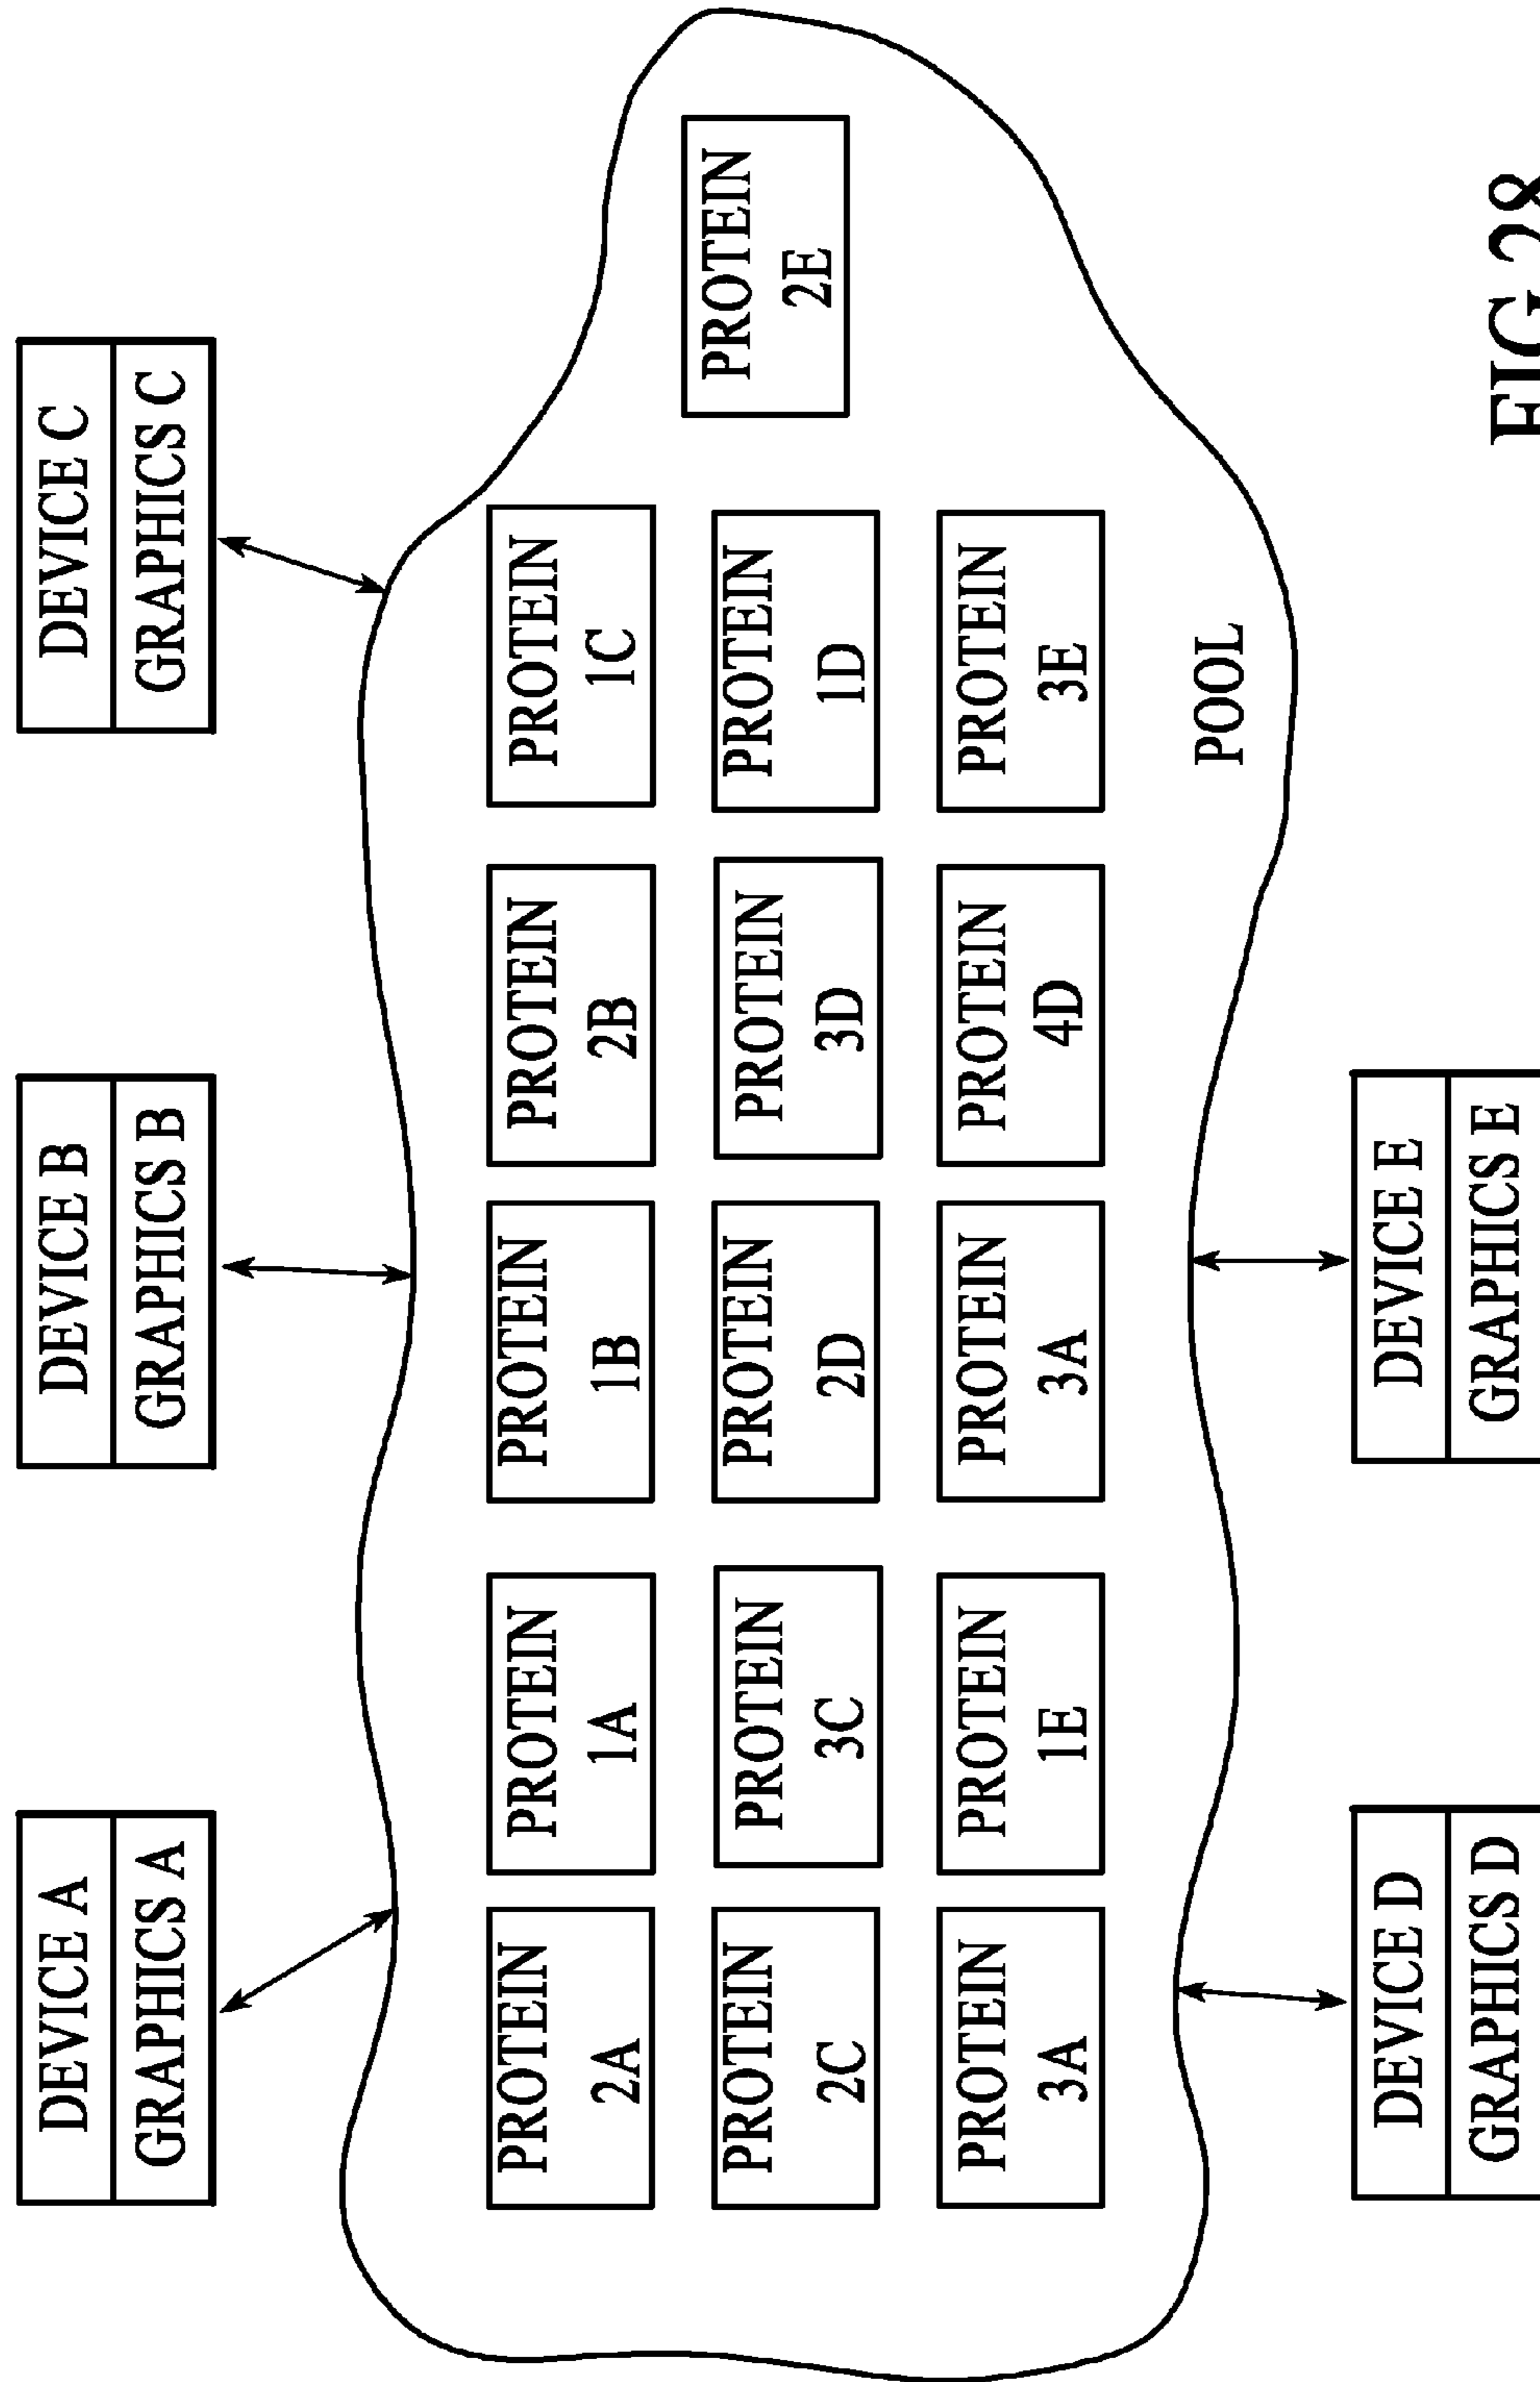 DEVICE A
GRAPHICS A
DEVICE B
GRAPHICS B
DEVICE C
GRAPHICS C
PROTEIN
2A
PROTEIN
1A
PROTEIN
1B
PROTEIN
2B
PROTEIN
1C
PROTEIN
2E
PROTEIN
2C
PROTEIN
3C
PROTEIN
2D
PROTEIN
3D
PROTEIN
1D
PROTEIN
3A
PROTEIN
1E
PROTEIN
3A
PROTEIN
4D
PROTEIN
3E
POOL
DEVICE D
GRAPHICS D
DEVICE E
GRAPHICS E
FIG.28